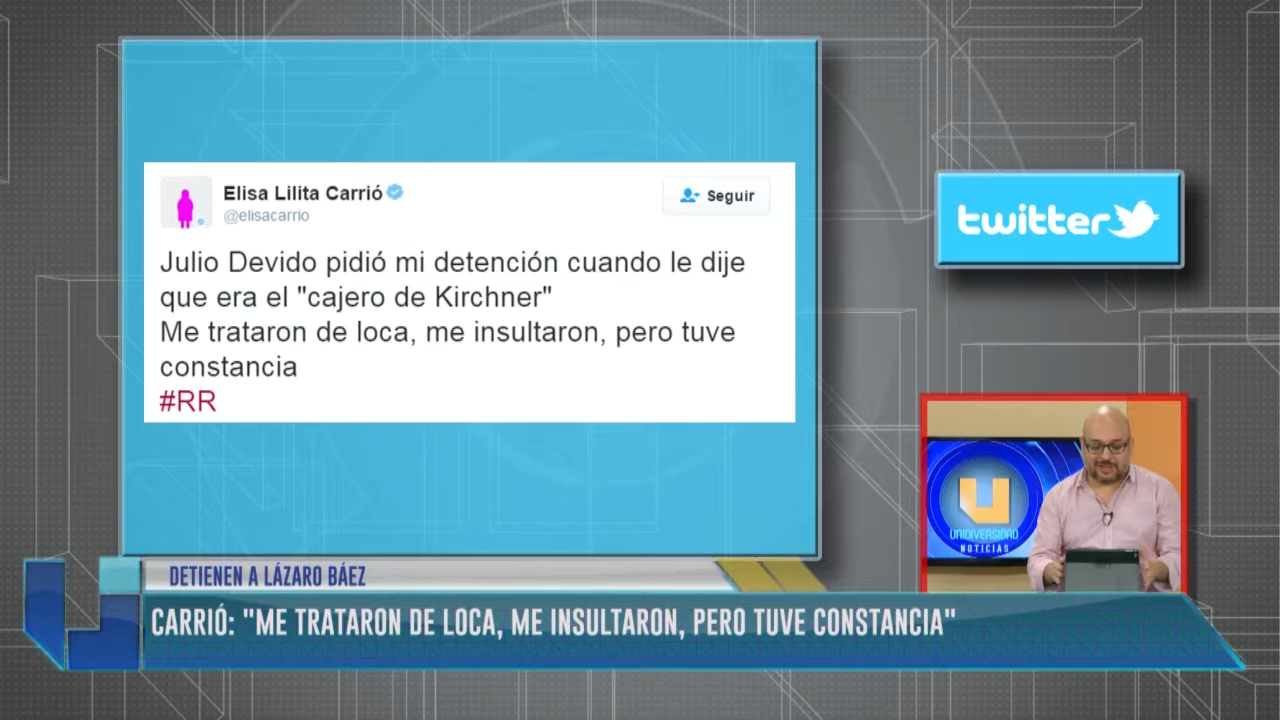 Elisa Lilita Carrió
@elisacarrio
Seguir
Julio Devido pidió mi detención cuando le dije
que era el "cajero de Kirchner"
Me trataron de loca, me insultaron, pero tuve
constancia
#RR
twitter
UNIDIVERSIDAD
NOTICIAS
DETIENEN A LÁZARO BÁEZ
CARRIÓ: "ME TRATARON DE LOCA, ME INSULTARON, PERO TUVE CONSTANCIA"